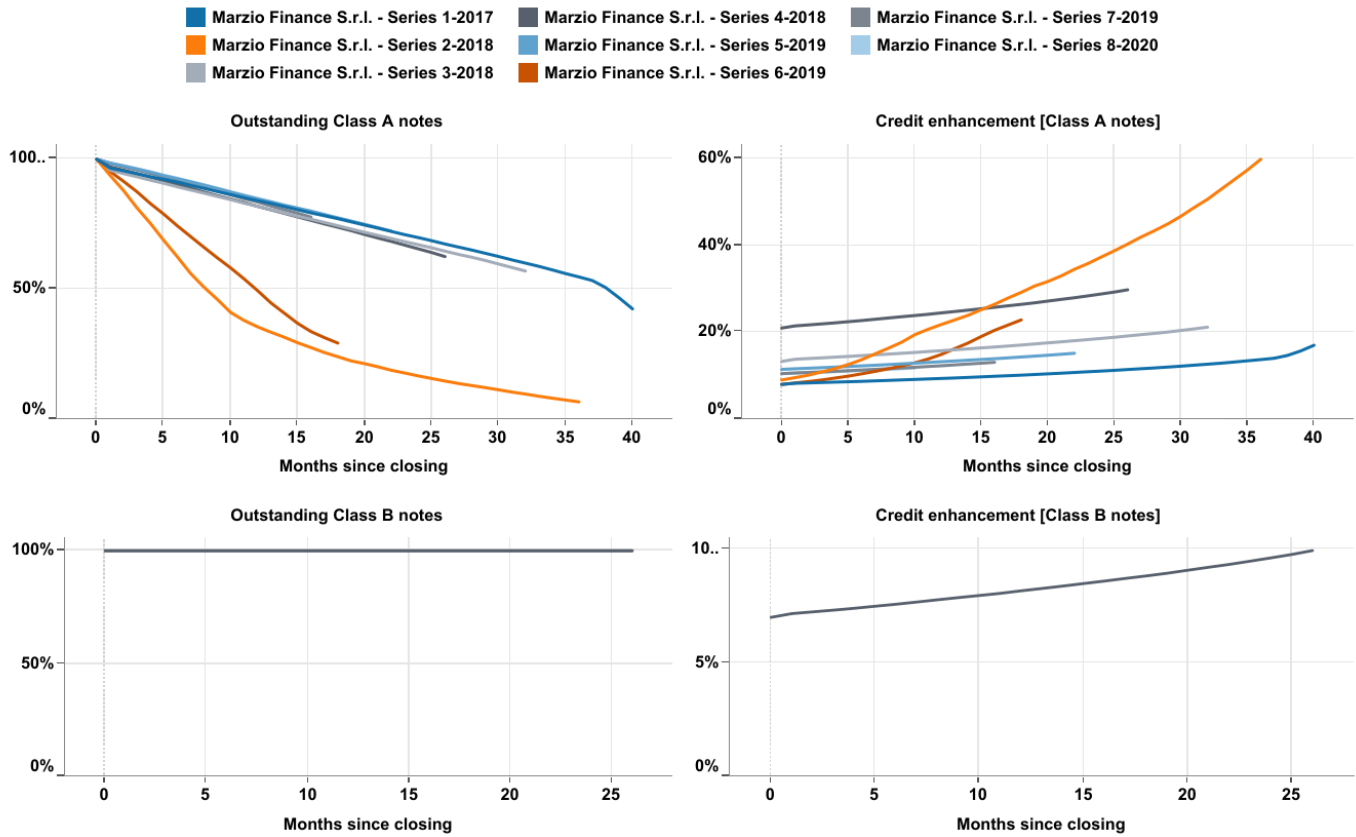 Marzio Finance S.r.l. - Series 1-2017 Marzio Finance S.r.l. - Series 4-2018 Marzio Finance S.r.l. - Series 7-2019
Marzio Finance S.r.l. - Series 2-2018 Marzio Finance S.r.l. - Series 5-2019 Marzio Finance S.r.l. - Series 8-2020
Marzio Finance S.r.l. - Series 3-2018 Marzio Finance S.r.l. - Series 6-2019
Outstanding Class A notes
100..
50%
0%
0 5 10 15 20 25 30 35 40
Months since closing
Credit enhancement [Class A notes]
60%
40%
20%
0%
0 5 10 15 20 25 30 35 40
Months since closing
Outstanding Class B notes
100%
50%
0%
0 5 10 15 20 25
Months since closing
Credit enhancement [Class B notes]
10..
5%
0%
0 5 10 15 20 25
Months since closing